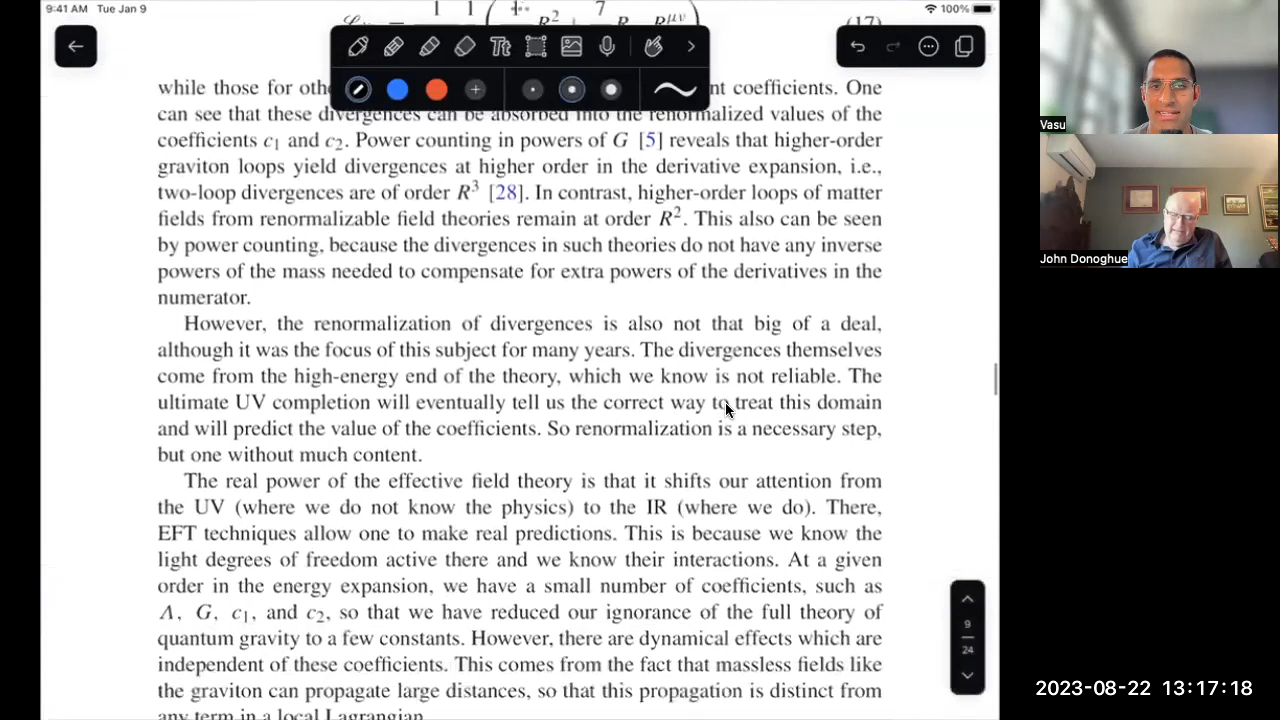 9:41 AM Tue Jan 9
100%
1 1
R² + 7 R R^μν (17)
Tt
while those for othe nt coefficients. One
can see that these divergences can be absorbed into the renormalized values of the
coefficients c₁ and c₂. Power counting in powers of G [5] reveals that higher-order
graviton loops yield divergences at higher order in the derivative expansion, i.e.,
two-loop divergences are of order R³ [28]. In contrast, higher-order loops of matter
fields from renormalizable field theories remain at order R². This also can be seen
by power counting, because the divergences in such theories do not have any inverse
powers of the mass needed to compensate for extra powers of the derivatives in the
numerator.
However, the renormalization of divergences is also not that big of a deal,
although it was the focus of this subject for many years. The divergences themselves
come from the high-energy end of the theory, which we know is not reliable. The
ultimate UV completion will eventually tell us the correct way to treat this domain
and will predict the value of the coefficients. So renormalization is a necessary step,
but one without much content.
The real power of the effective field theory is that it shifts our attention from
the UV (where we do not know the physics) to the IR (where we do). There,
EFT techniques allow one to make real predictions. This is because we know the
light degrees of freedom active there and we know their interactions. At a given
order in the energy expansion, we have a small number of coefficients, such as
Λ, G, c₁, and c₂, so that we have reduced our ignorance of the full theory of
quantum gravity to a few constants. However, there are dynamical effects which are
independent of these coefficients. This comes from the fact that massless fields like
the graviton can propagate large distances, so that this propagation is distinct from
any term in a local Lagrangian
9
24
Vasu
John Donoghue
2023-08-22 13:17:18